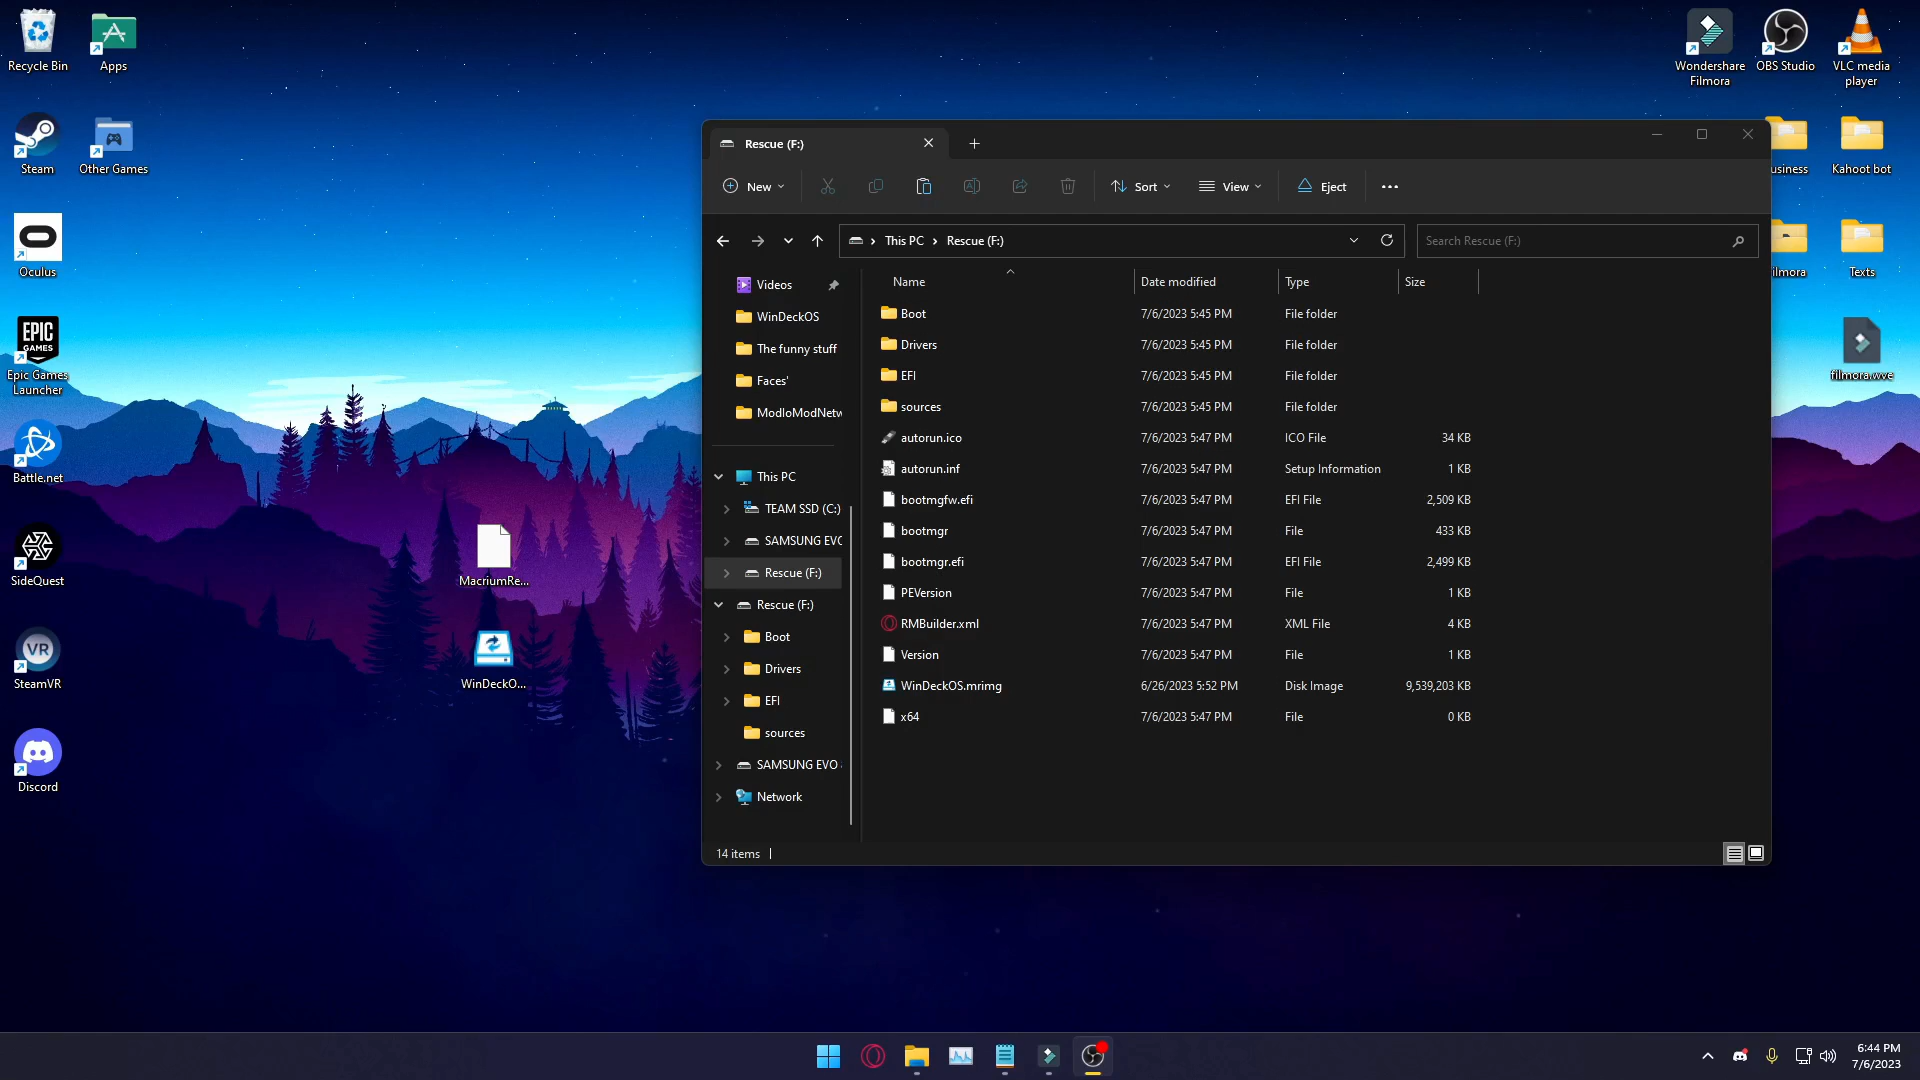 Recycle Bin
Apps
Steam
Other Games
Oculus
EPIC
GAMES
Epic Games
Launcher
Battle.net
SideQuest
VR
SteamVR
Discord
MacriumRe...
WinDeckO...
Wondershare
Filmora
OBS Studio
VLC media
player
usiness
Kahoot bot
ilmora
Texts
filmora.wve
Rescue (F:)
New
Sort
View
Eject
This PC
Rescue (F:)
Search Rescue (F:)
Videos
WinDeckOS
The funny stuff
Faces'
ModloModNetw
This PC
TEAM SSD (C:)
SAMSUNG EVO
Rescue (F:)
Rescue (F:)
Boot
Drivers
EFI
sources
SAMSUNG EVO
Network
Name Date modified Type Size
Boot 7/6/2023 5:45 PM File folder
Drivers 7/6/2023 5:45 PM File folder
EFI 7/6/2023 5:45 PM File folder
sources 7/6/2023 5:45 PM File folder
autorun.ico 7/6/2023 5:47 PM ICO File 34 KB
autorun.inf 7/6/2023 5:47 PM Setup Information 1 KB
bootmgfw.efi 7/6/2023 5:47 PM EFI File 2,509 KB
bootmgr 7/6/2023 5:47 PM File 433 KB
bootmgr.efi 7/6/2023 5:47 PM EFI File 2,499 KB
PEVersion 7/6/2023 5:47 PM File 1 KB
RMBuilder.xml 7/6/2023 5:47 PM XML File 4 KB
Version 7/6/2023 5:47 PM File 1 KB
WinDeckOS.mrimg 6/26/2023 5:52 PM Disk Image 9,539,203 KB
x64 7/6/2023 5:47 PM File 0 KB
14 items
6:44 PM
7/6/2023